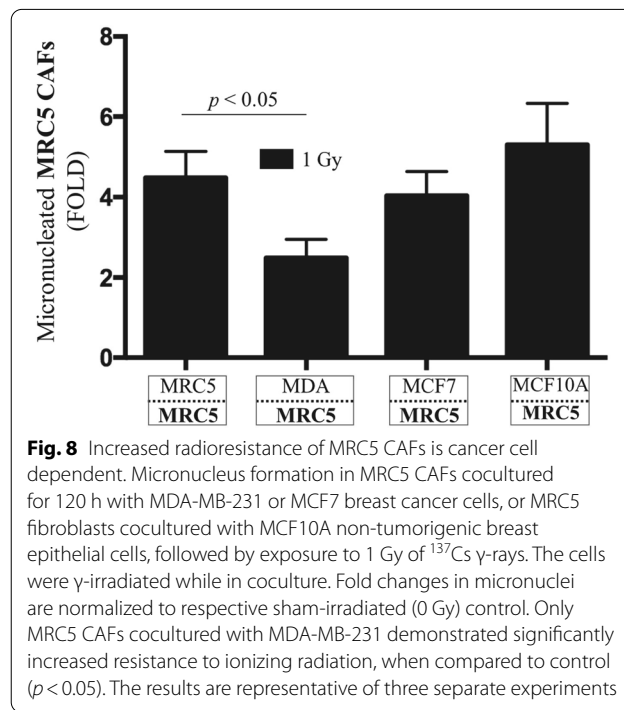 8
6
4
2
0
Micronucleated MRC5 CAFs
(FOLD)
p < 0.05
1 Gy
MRC5
MRC5
MDA
MRC5
MCF7
MRC5
MCF10A
MRC5
Fig. 8 Increased radioresistance of MRC5 CAFs is cancer cell
dependent. Micronucleus formation in MRC5 CAFs cocultured
for 120 h with MDA-MB-231 or MCF7 breast cancer cells, or MRC5
fibroblasts cocultured with MCF10A non-tumorigenic breast
epithelial cells, followed by exposure to 1 Gy of ¹³⁷Cs γ-rays. The cells
were γ-irradiated while in coculture. Fold changes in micronuclei
are normalized to respective sham-irradiated (0 Gy) control. Only
MRC5 CAFs cocultured with MDA-MB-231 demonstrated significantly
increased resistance to ionizing radiation, when compared to control
(p < 0.05). The results are representative of three separate experiments